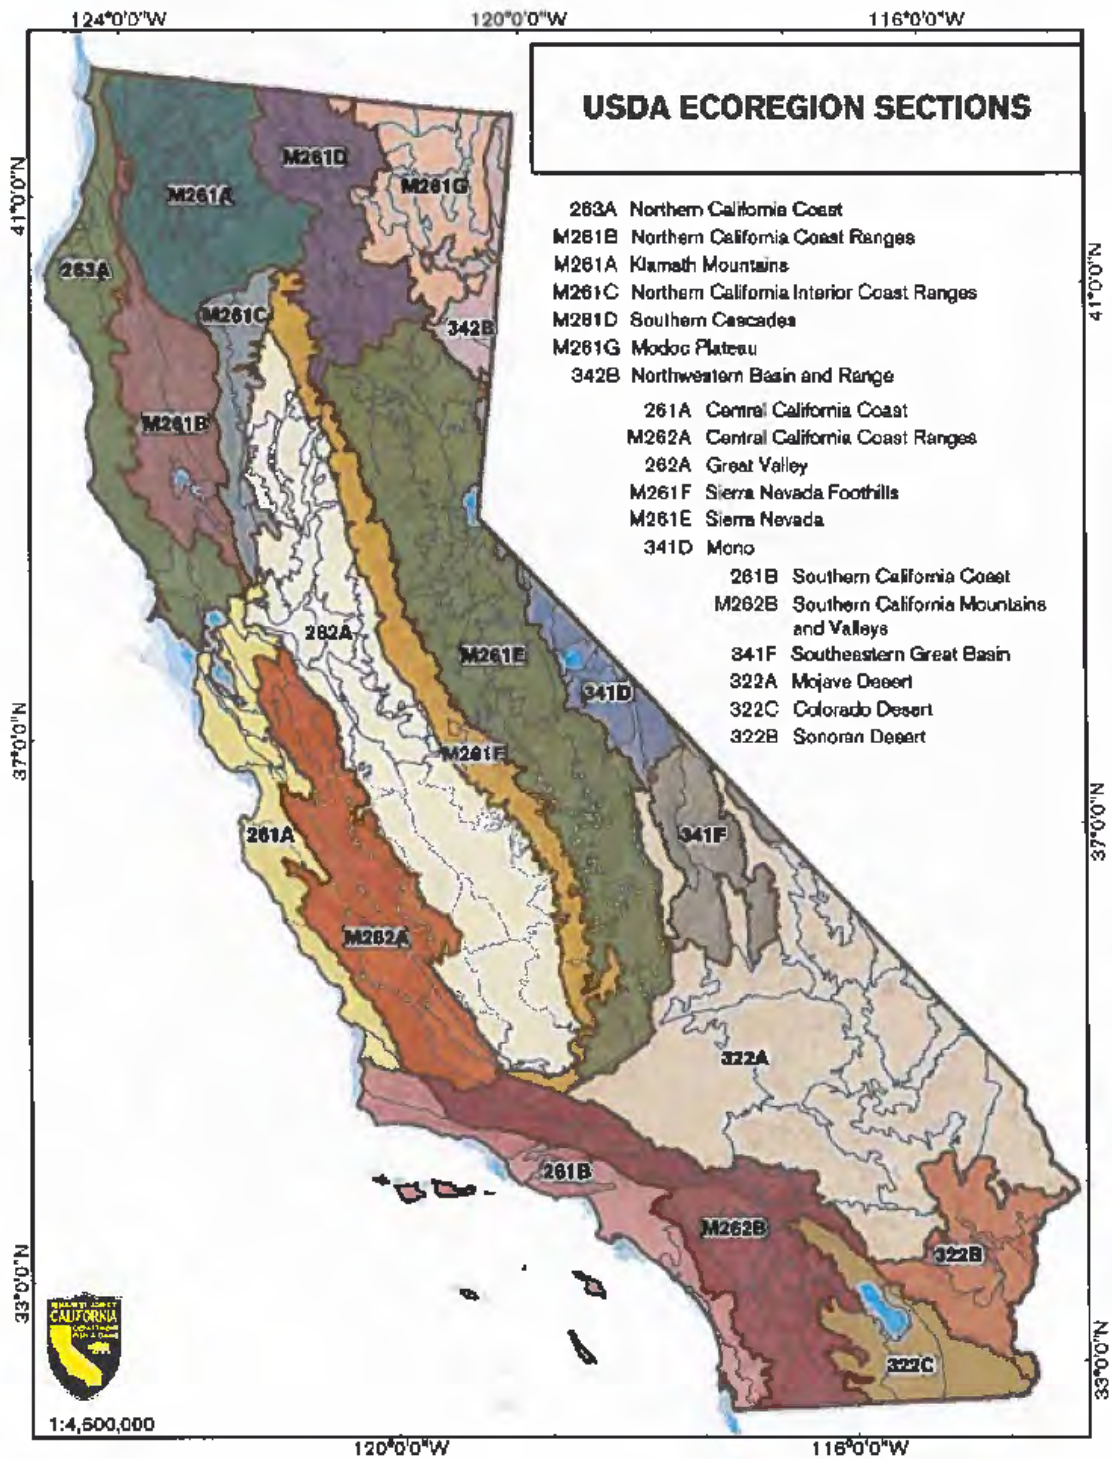 124°0'0"W 120°0'0"W 116°0'0"W
USDA ECOREGION SECTIONS
263A Northern California Coast
M261B Northern California Coast Ranges
M261A Klamath Mountains
M261C Northern California Interior Coast Ranges
M261D Southern Cascades
M261G Modoc Plateau
342B Northwestern Basin and Range
261A Central California Coast
M262A Central California Coast Ranges
262A Great Valley
M261F Sierra Nevada Foothills
M261E Sierra Nevada
341D Mono
261B Southern California Coast
M262B Southern California Mountains
and Valleys
341F Southeastern Great Basin
322A Mojave Desert
322C Colorado Desert
322B Sonoran Desert
M261D
M261G
M261A
263A
M261C
342B
M261B
262A
M261E
341D
M261F
341F
261A
M262A
322A
261B
M262B
322B
322C
41°0'0"N
37°0'0"N
33°0'0"N
41°0'0"N
37°0'0"N
33°0'0"N
CALIFORNIA
1:4,500,000
120°0'0"W 116°0'0"W